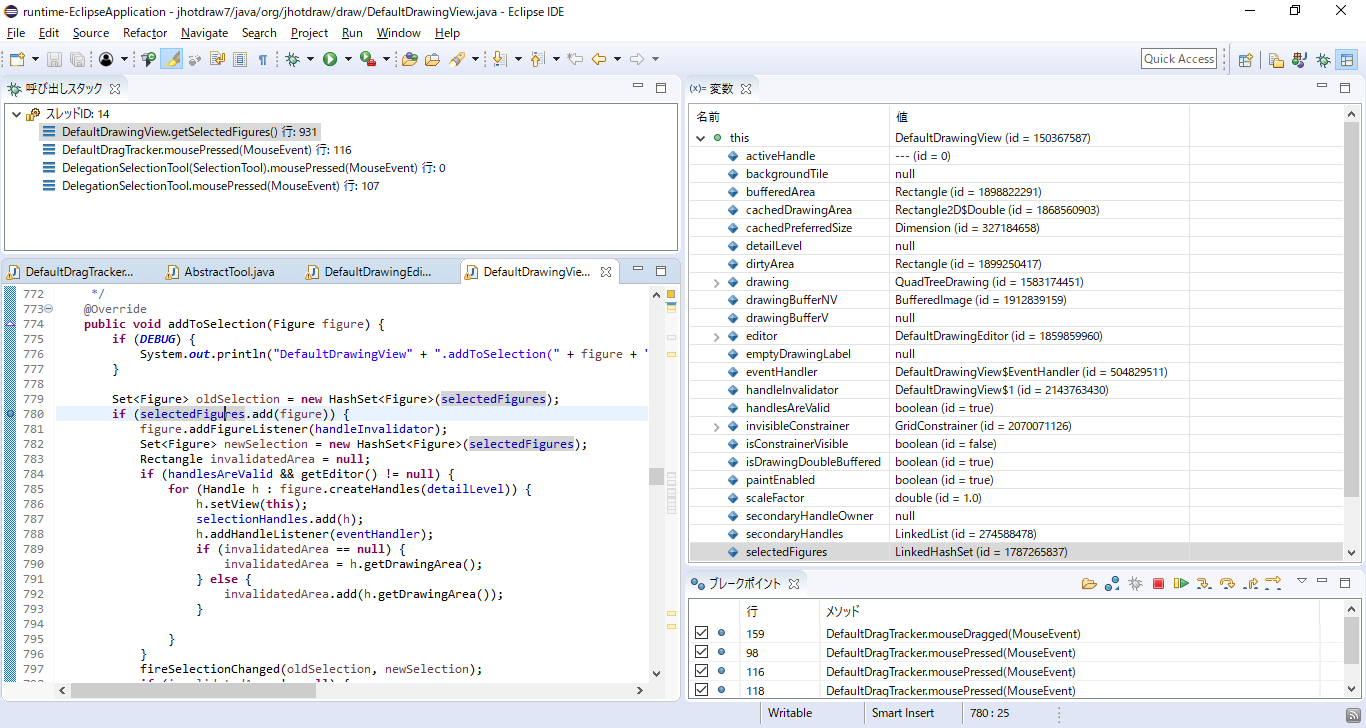 runtime-EclipseApplication - jhotdraw7/java/org/jhotdraw/draw/DefaultDrawingView.java - Eclipse IDE
File Edit Source Refactor Navigate Search Project Run Window Help
Quick Access
呼び出しスタック
スレッドID: 14
DefaultDrawingView.getSelectedFigures() 行: 931
DefaultDragTracker.mousePressed(MouseEvent) 行: 116
DelegationSelectionTool(SelectionTool).mousePressed(MouseEvent) 行: 0
DelegationSelectionTool.mousePressed(MouseEvent) 行: 107
DefaultDragTracker... AbstractTool.java DefaultDrawingEdi... DefaultDrawingVie...
772 */
773 @Override
774 public void addToSelection(Figure figure) {
775 if (DEBUG) {
776 System.out.println("DefaultDrawingView" + ".addToSelection(" + figure + "
777 }
778
779 Set<Figure> oldSelection = new HashSet<Figure>(selectedFigures);
780 if (selectedFigures.add(figure)) {
781 figure.addFigureListener(handleInvalidator);
782 Set<Figure> newSelection = new HashSet<Figure>(selectedFigures);
783 Rectangle invalidatedArea = null;
784 if (handlesAreValid && getEditor() != null) {
785 for (Handle h : figure.createHandles(detailLevel)) {
786 h.setView(this);
787 selectionHandles.add(h);
788 h.addHandleListener(eventHandler);
789 if (invalidatedArea == null) {
790 invalidatedArea = h.getDrawingArea();
791 } else {
792 invalidatedArea.add(h.getDrawingArea());
793 }
794
795 }
796 }
797 fireSelectionChanged(oldSelection, newSelection);
(x)= 変数
名前 値
this DefaultDrawingView (id = 150367587)
activeHandle --- (id = 0)
backgroundTile null
bufferedArea Rectangle (id = 1898822291)
cachedDrawingArea Rectangle2D$Double (id = 1868560903)
cachedPreferredSize Dimension (id = 327184658)
detailLevel null
dirtyArea Rectangle (id = 1899250417)
drawing QuadTreeDrawing (id = 1583174451)
drawingBufferNV BufferedImage (id = 1912839159)
drawingBufferV null
editor DefaultDrawingEditor (id = 1859859960)
emptyDrawingLabel null
eventHandler DefaultDrawingView$EventHandler (id = 504829511)
handleInvalidator DefaultDrawingView$1 (id = 2143763430)
handlesAreValid boolean (id = true)
invisibleConstrainer GridConstrainer (id = 2070071126)
isConstrainerVisible boolean (id = false)
isDrawingDoubleBuffered boolean (id = true)
paintEnabled boolean (id = true)
scaleFactor double (id = 1.0)
secondaryHandleOwner null
secondaryHandles LinkedList (id = 274588478)
selectedFigures LinkedHashSet (id = 1787265837)
ブレークポイント
行 メソッド
159 DefaultDragTracker.mouseDragged(MouseEvent)
98 DefaultDragTracker.mousePressed(MouseEvent)
116 DefaultDragTracker.mousePressed(MouseEvent)
118 DefaultDragTracker.mousePressed(MouseEvent)
Writable Smart Insert 780 : 25